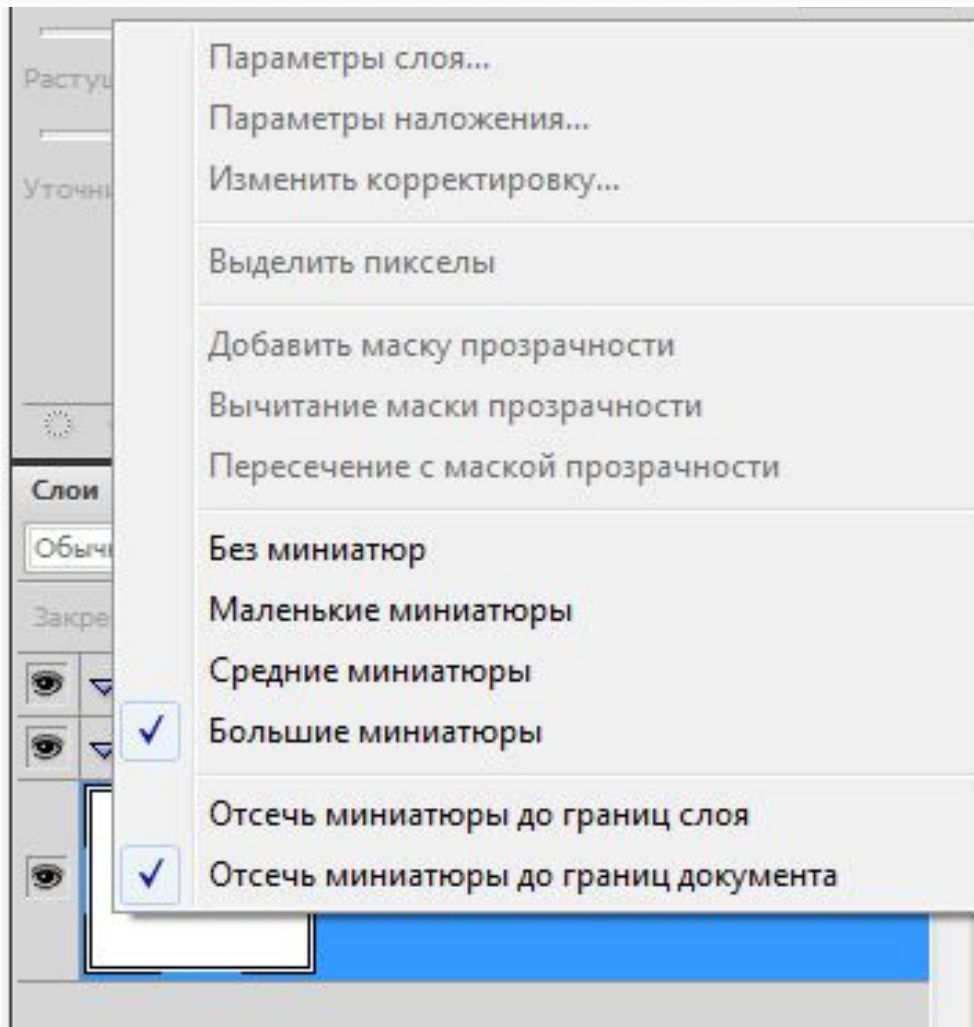 Параметры слоя...
Параметры наложения...
Изменить корректировку...
Выделить пикселы
Добавить маску прозрачности
Вычитание маски прозрачности
Пересечение с маской прозрачности
Слои
Без миниатюр
Маленькие миниатюры
Средние миниатюры
Большие миниатюры
Отсечь миниатюры до границ слоя
Отсечь миниатюры до границ документа